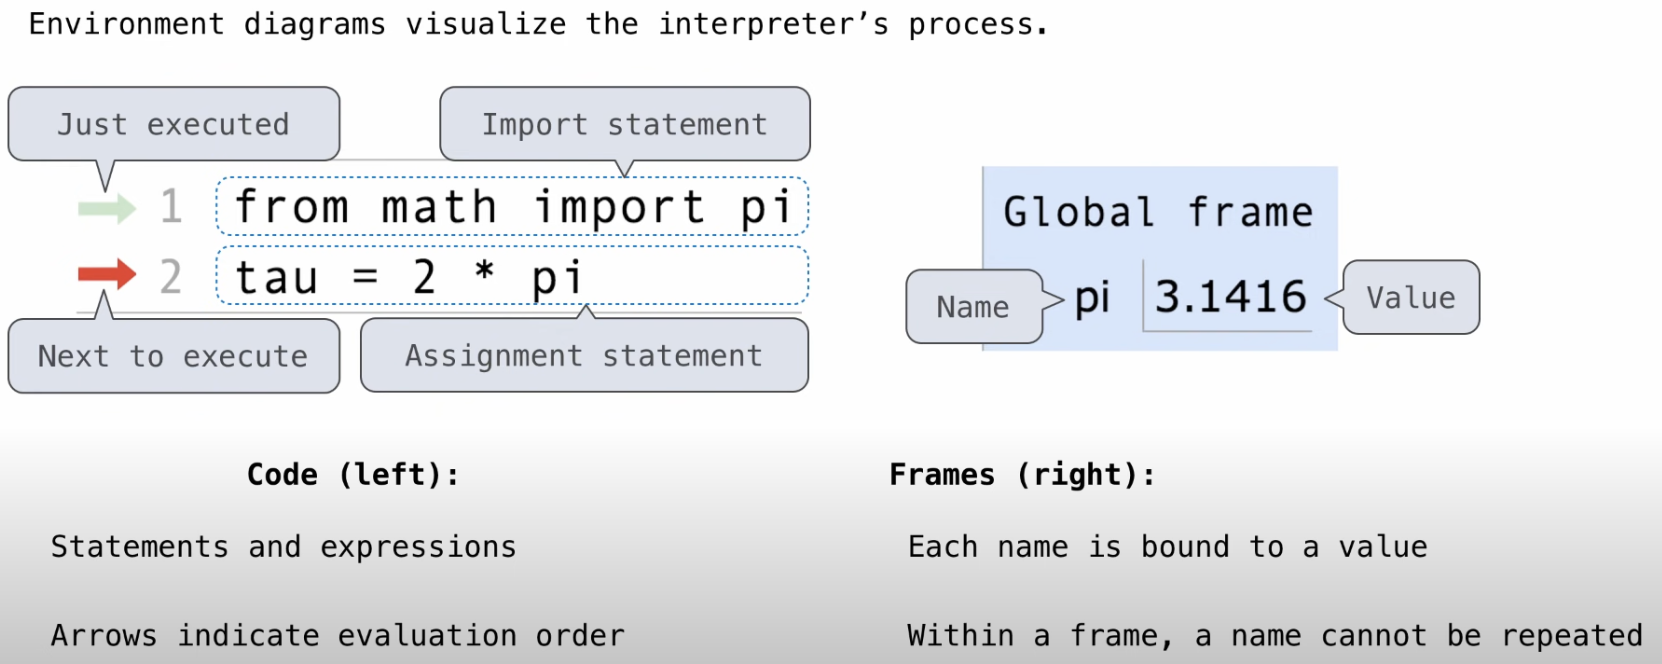 Environment diagrams visualize the interpreter’s process.
Just executed
Import statement
1 from math import pi
2 tau = 2 * pi
Next to execute
Assignment statement
Global frame
Name
pi 3.1416
Value
Code (left):
Statements and expressions
Arrows indicate evaluation order
Frames (right):
Each name is bound to a value
Within a frame, a name cannot be repeated